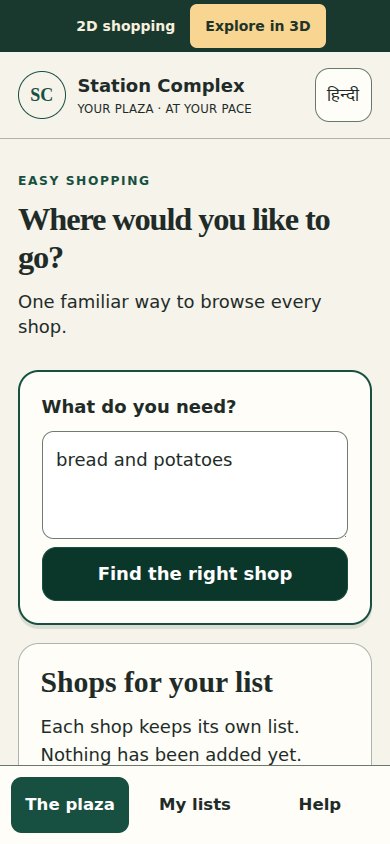 2D shopping
Explore in 3D
SC
Station Complex
YOUR PLAZA · AT YOUR PACE
हिन्दी
EASY SHOPPING
Where would you like to
go?
One familiar way to browse every
shop.
What do you need?
bread and potatoes
Find the right shop
Shops for your list
Each shop keeps its own list.
Nothing has been added yet.
The plaza
My lists
Help